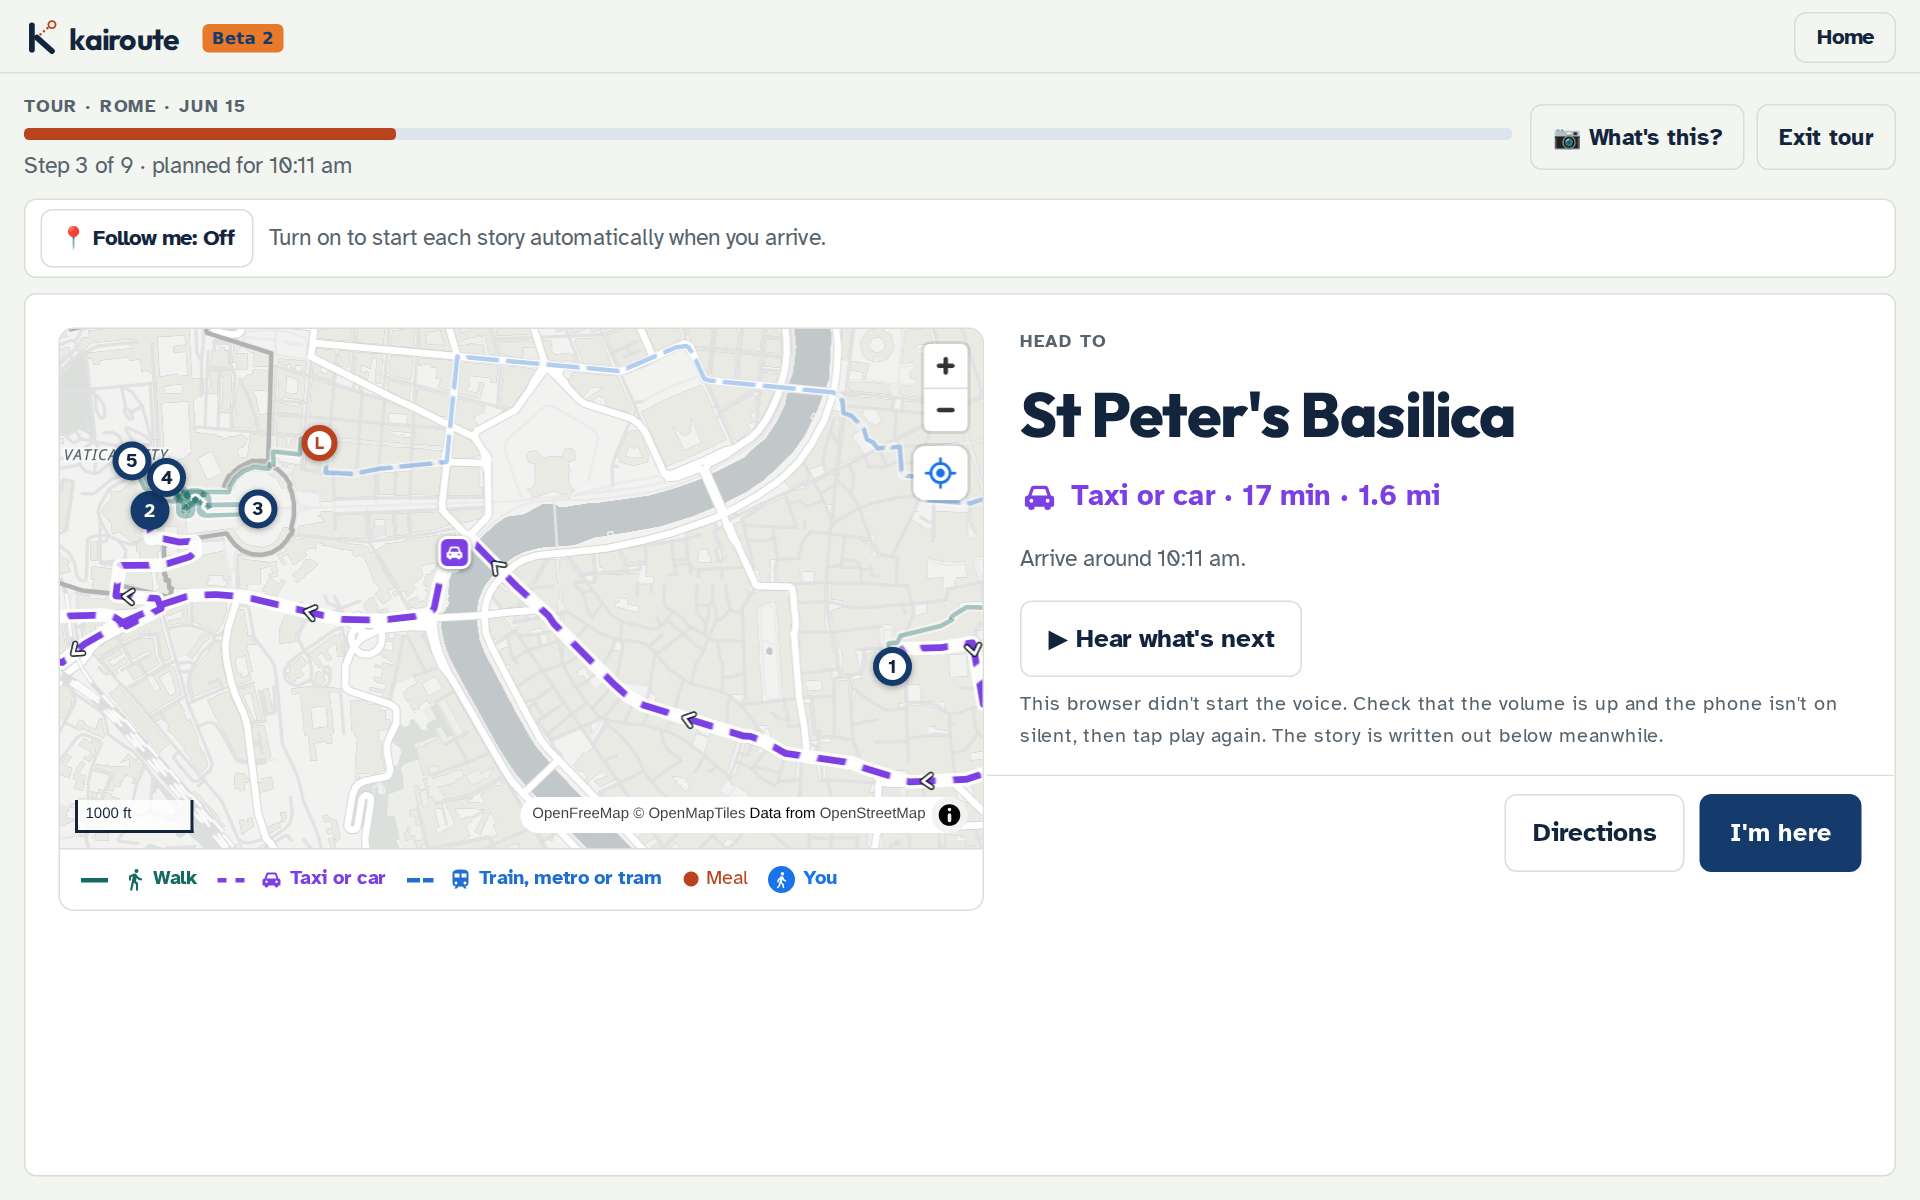 kairoute
Beta 2
Home
TOUR · ROME · JUN 15
Step 3 of 9 · planned for 10:11 am
What's this?
Exit tour
Follow me: Off
Turn on to start each story automatically when you arrive.
L
5
4
2
3
1
1000 ft
OpenFreeMap © OpenMapTiles Data from OpenStreetMap
Walk
Taxi or car
Train, metro or tram
Meal
You
HEAD TO
St Peter's Basilica
Taxi or car · 17 min · 1.6 mi
Arrive around 10:11 am.
Hear what's next
This browser didn't start the voice. Check that the volume is up and the phone isn't on
silent, then tap play again. The story is written out below meanwhile.
Directions
I'm here